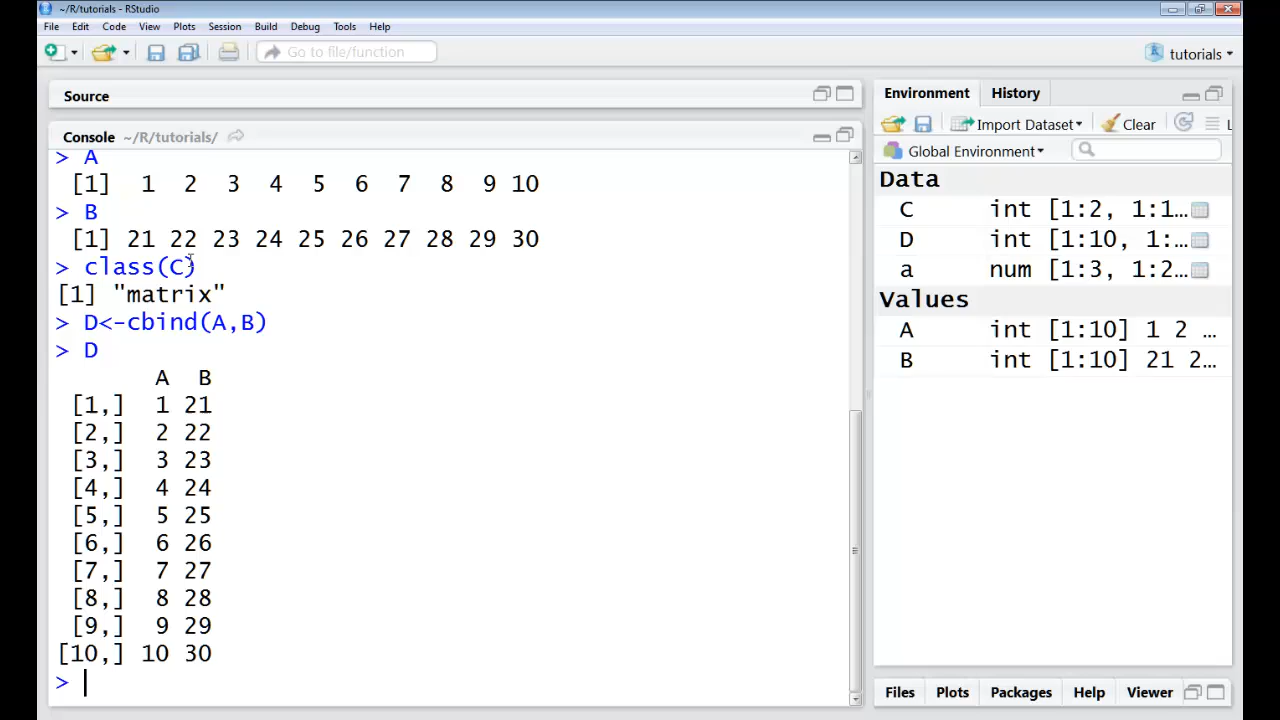 ~/R/tutorials - RStudio
File Edit Code View Plots Session Build Debug Tools Help
Go to file/function
tutorials
Source
Console ~/R/tutorials/
> A
[1] 1 2 3 4 5 6 7 8 9 10
> B
[1] 21 22 23 24 25 26 27 28 29 30
> class(C)
[1] "matrix"
> D<-cbind(A,B)
> D
A B
[1,] 1 21
[2,] 2 22
[3,] 3 23
[4,] 4 24
[5,] 5 25
[6,] 6 26
[7,] 7 27
[8,] 8 28
[9,] 9 29
[10,] 10 30
>
Environment History
Import Dataset Clear L
Global Environment
Data
C int [1:2, 1:1…
D int [1:10, 1:…
a num [1:3, 1:2…
Values
A int [1:10] 1 2 …
B int [1:10] 21 2…
Files Plots Packages Help Viewer